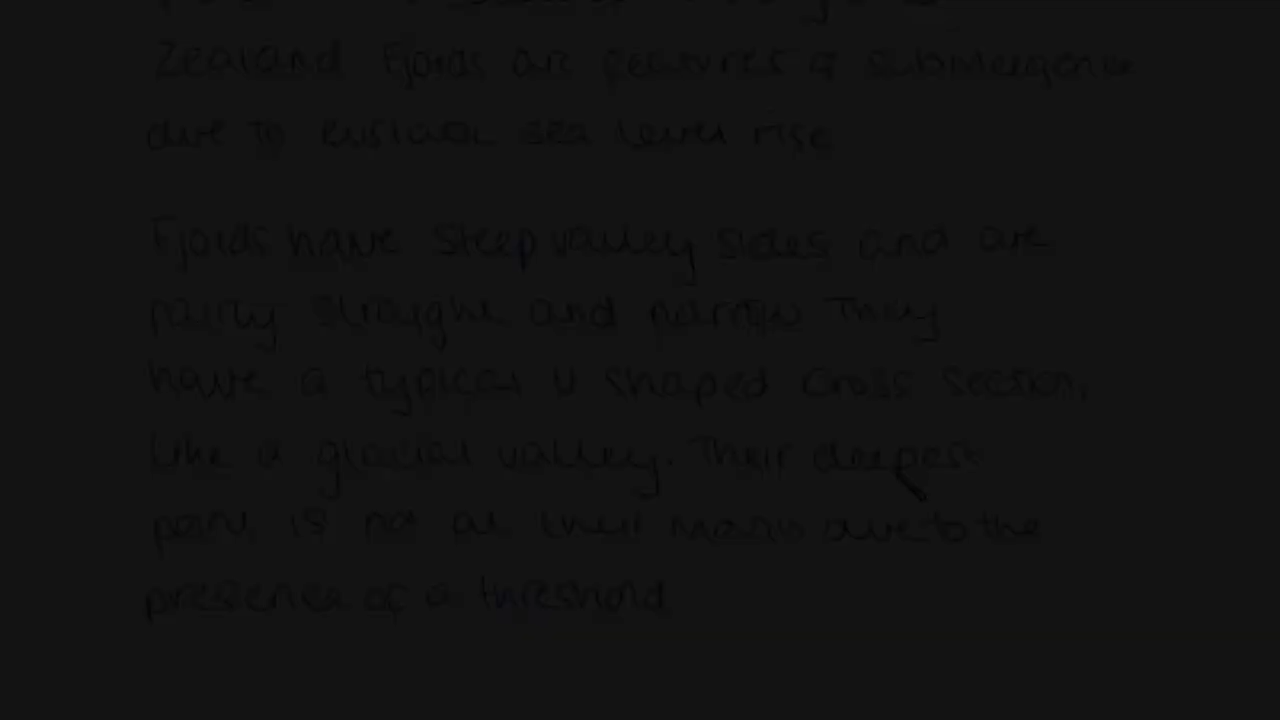 Zealand Fjords are features of submergence
due to eustatic sea level rise
Fjords have steep valley sides and are
fairly straight and narrow They
have a typical U shaped cross section,
like a glacial valley. Their deepest
point is not at their mouth due to the
presence of a threshold